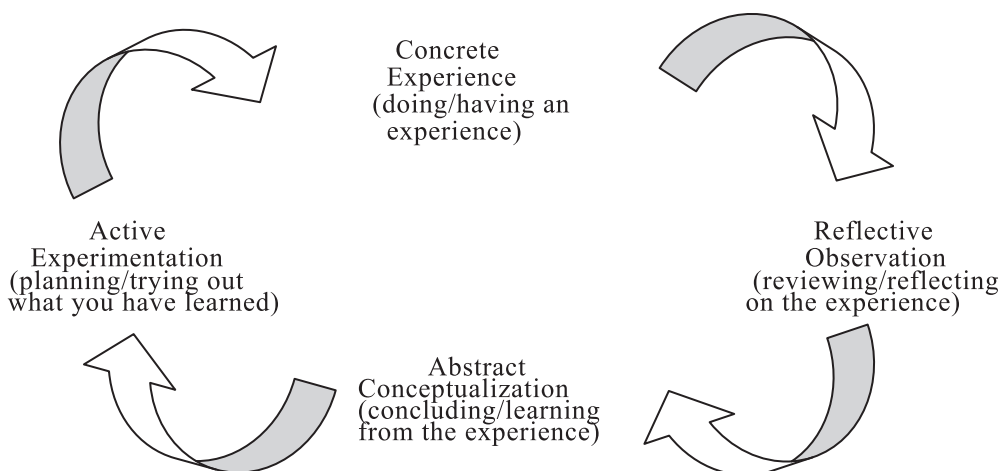 Concrete
Experience
(doing/having an
experience)
Active
Experimentation
(planning/trying out
what you have learned)
Reflective
Observation
(reviewing/reflecting
on the experience)
Abstract
Conceptualization
(concluding/learning
from the experience)